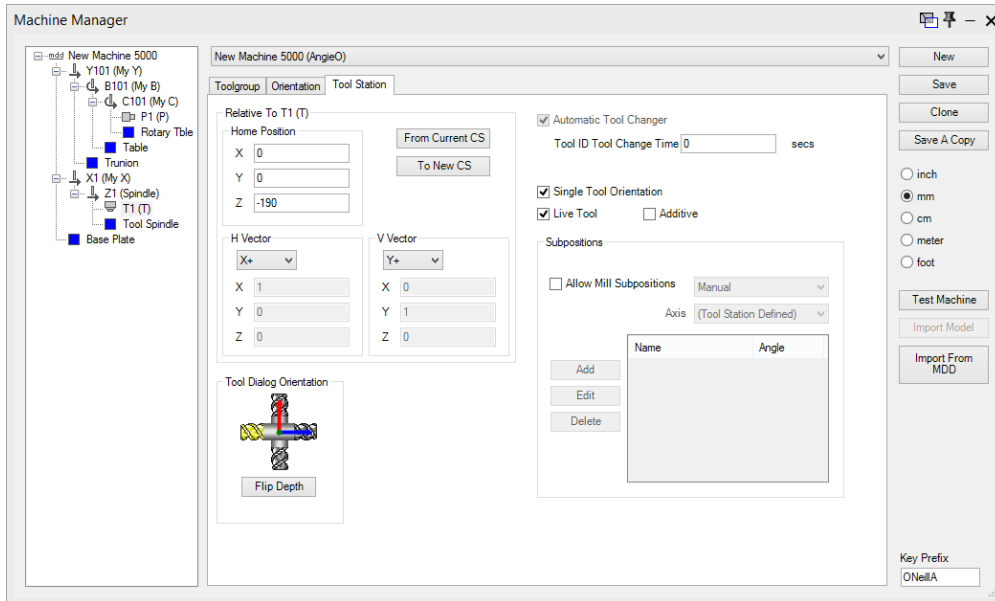 Machine Manager
mdd New Machine 5000
Y101 (My Y)
B101 (My B)
C101 (My C)
P1 (P)
Rotary Tble
Table
Trunion
X1 (My X)
Z1 (Spindle)
T1 (T)
Tool Spindle
Base Plate
New Machine 5000 (AngieO)
Toolgroup Orientation Tool Station
Relative To T1 (T)
Home Position
X 0
Y 0
Z -190
From Current CS
To New CS
H Vector
X+
X 1
Y 0
Z 0
V Vector
Y+
X 0
Y 1
Z 0
Tool Dialog Orientation
Flip Depth
Automatic Tool Changer
Tool ID Tool Change Time 0 secs
Single Tool Orientation
Live Tool Additive
Subpositions
Allow Mill Subpositions Manual
Axis (Tool Station Defined)
Name Angle
Add
Edit
Delete
New
Save
Clone
Save A Copy
inch
mm
cm
meter
foot
Test Machine
Import Model
Import From
MDD
Key Prefix
ONeillA